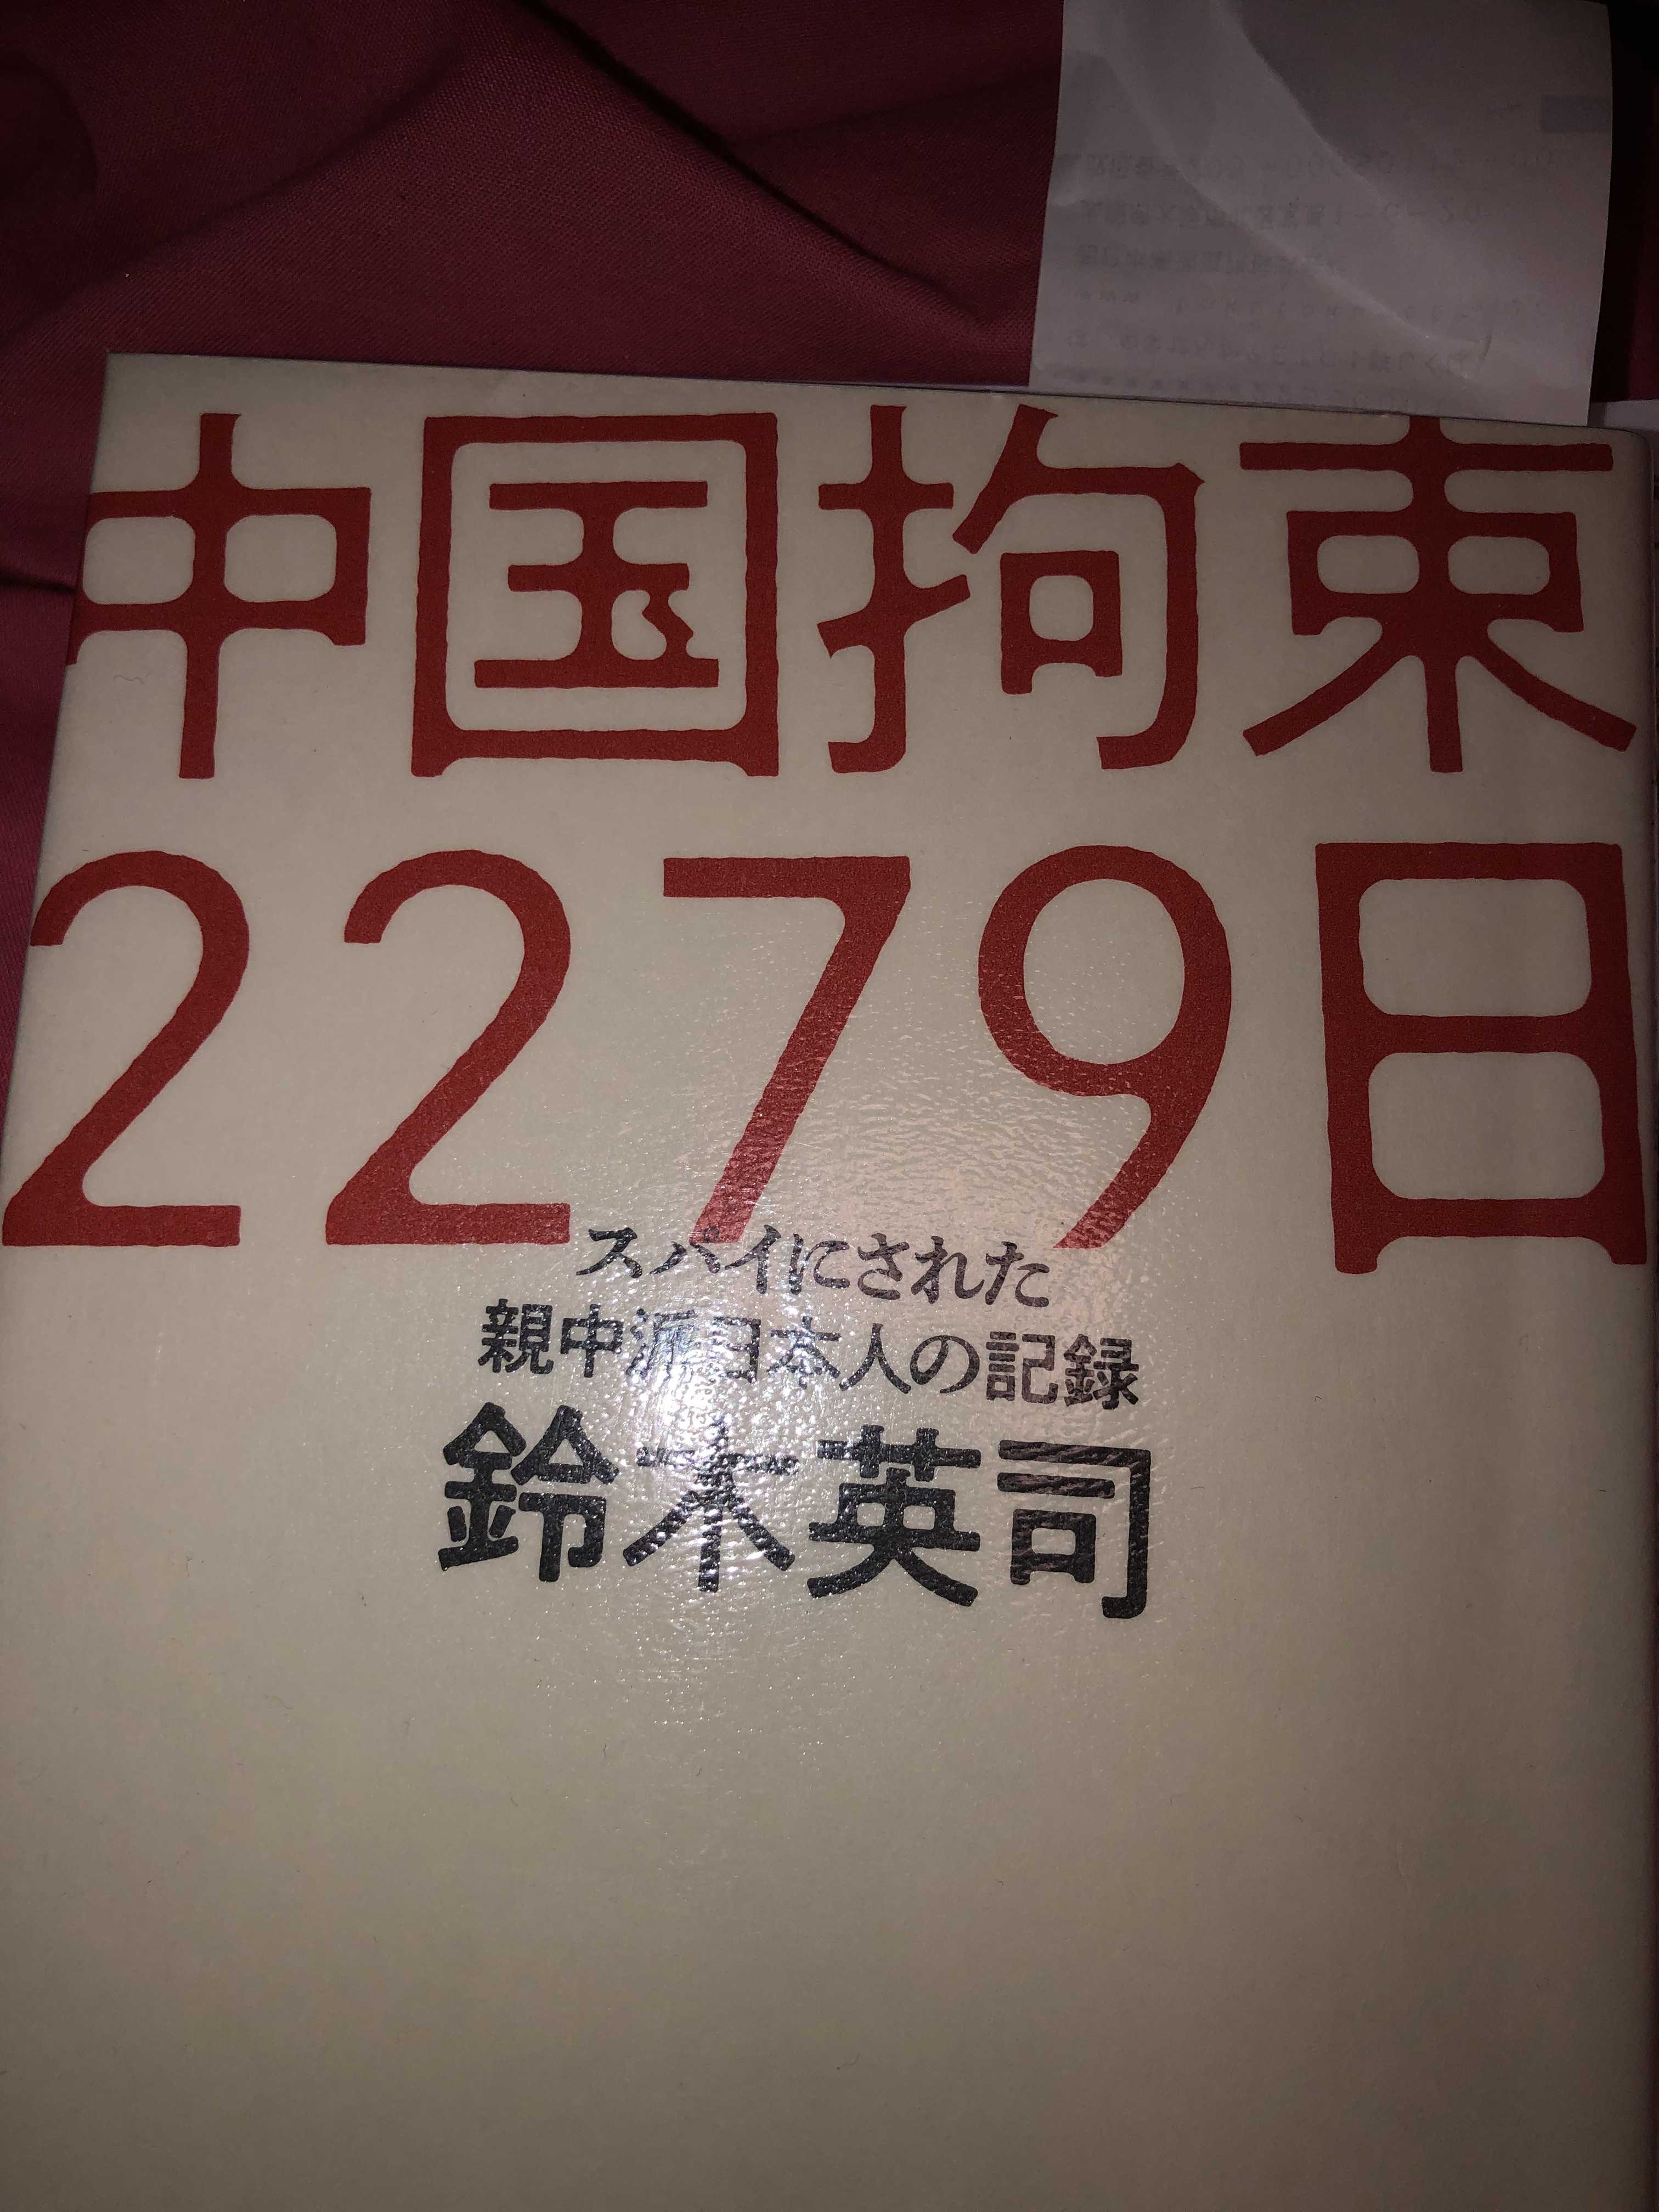 中国拘束
2279日
スパイにされた
親中派日本人の記録
鈴木英司